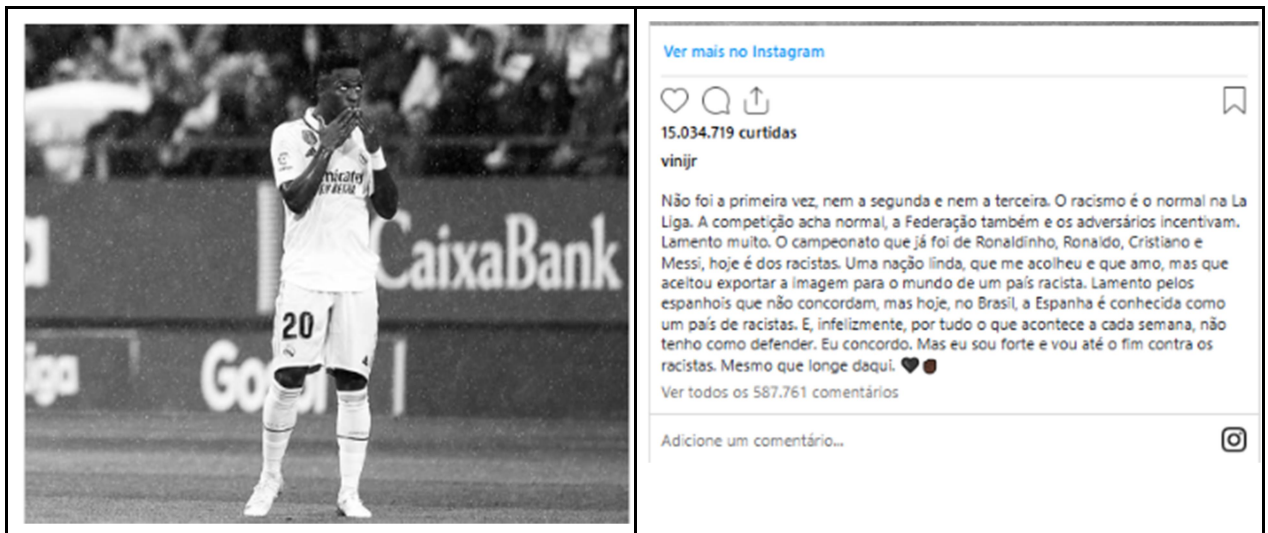 Emirates
FLY BETTER
CaixaBank
20
Ver mais no Instagram
15.034.719 curtidas
vinijr
Não foi a primeira vez, nem a segunda e nem a terceira. O racismo é o normal na La
Liga. A competição acha normal, a Federação também e os adversários incentivam.
Lamento muito. O campeonato que já foi de Ronaldinho, Ronaldo, Cristiano e
Messi, hoje é dos racistas. Uma nação linda, que me acolheu e que amo, mas que
aceitou exportar a imagem para o mundo de um país racista. Lamento pelos
espanhois que não concordam, mas hoje, no Brasil, a Espanha é conhecida como
um país de racistas. E, infelizmente, por tudo o que acontece a cada semana, não
tenho como defender. Eu concordo. Mas eu sou forte e vou até o fim contra os
racistas. Mesmo que longe daqui. 🖤✊🏿
Ver todos os 587.761 comentários
Adicione um comentário...